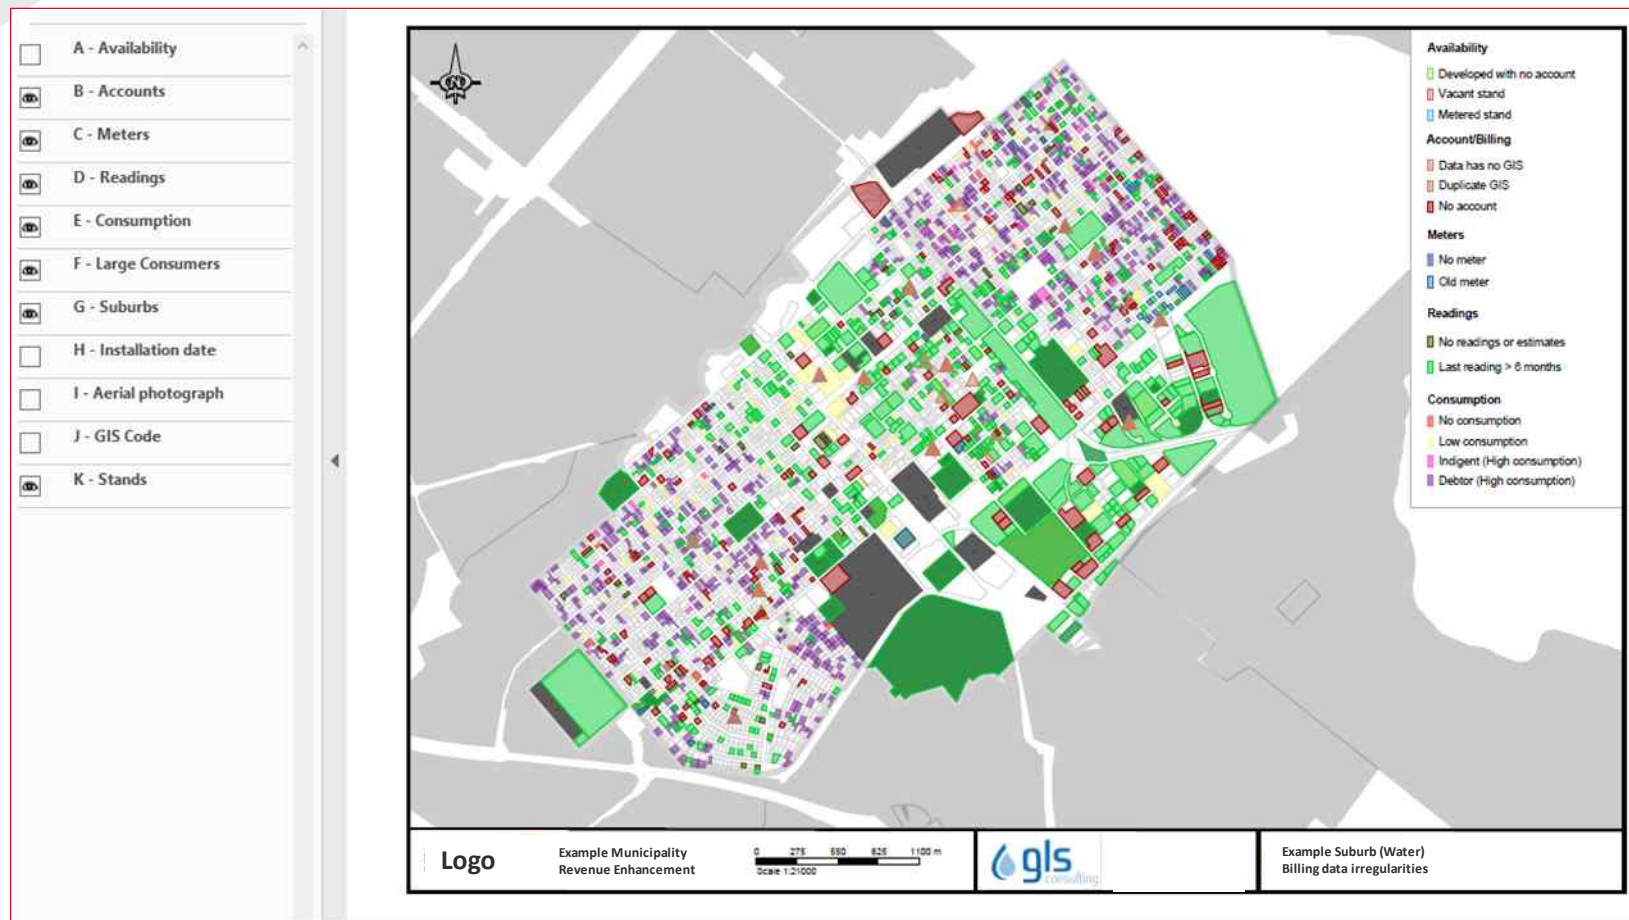 A - Availability
B - Accounts
C - Meters
D - Readings
E - Consumption
F - Large Consumers
G - Suburbs
H - Installation date
I - Aerial photograph
J - GIS Code
K - Stands
N
Availability
Developed with no account
Vacant stand
Metered stand
Account/Billing
Data has no GIS
Duplicate GIS
No account
Meters
No meter
Old meter
Readings
No readings or estimates
Last reading > 6 months
Consumption
No consumption
Low consumption
Indigent (High consumption)
Debtor (High consumption)
Logo
Example Municipality
Revenue Enhancement
0 275 550 825 1100 m
Scale 1:21000
gls
consulting
Example Suburb (Water)
Billing data irregularities